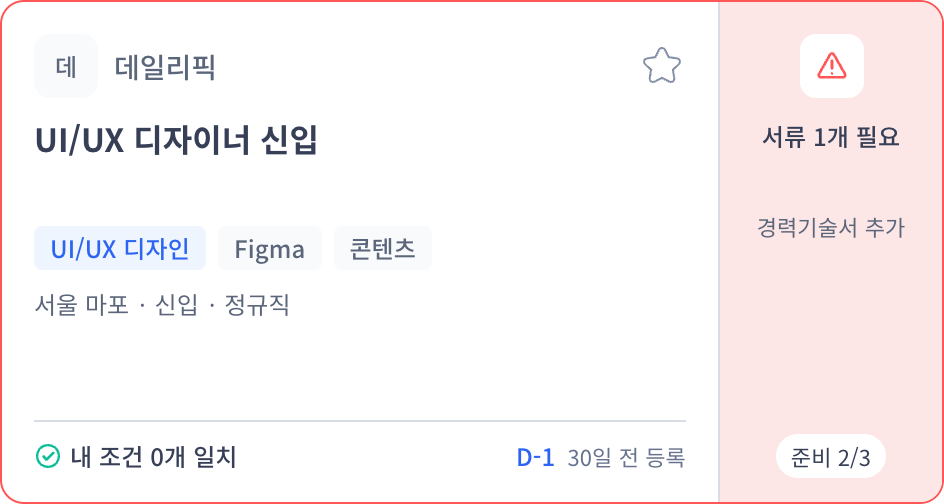 데 데일리픽
UI/UX 디자이너 신입
UI/UX 디자인 Figma 콘텐츠
서울 마포 · 신입 · 정규직
내 조건 0개 일치 D-1 30일 전 등록
서류 1개 필요
경력기술서 추가
준비 2/3